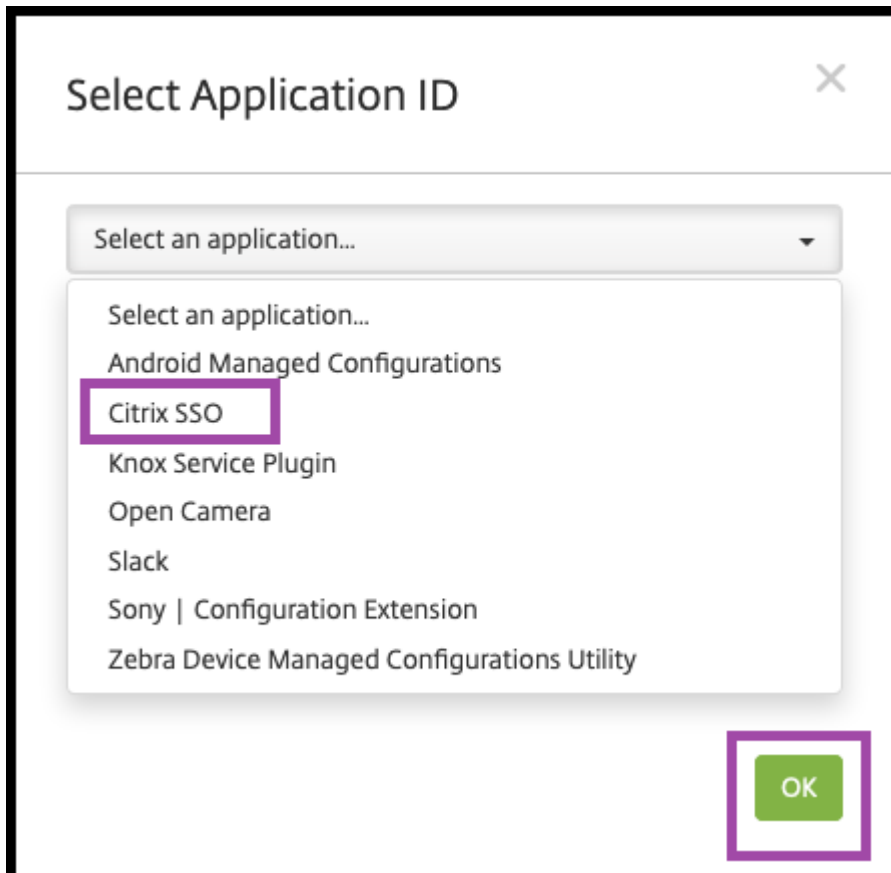 Select Application ID
Select an application...
Select an application...
Android Managed Configurations
Citrix SSO
Knox Service Plugin
Open Camera
Slack
Sony | Configuration Extension
Zebra Device Managed Configurations Utility
OK